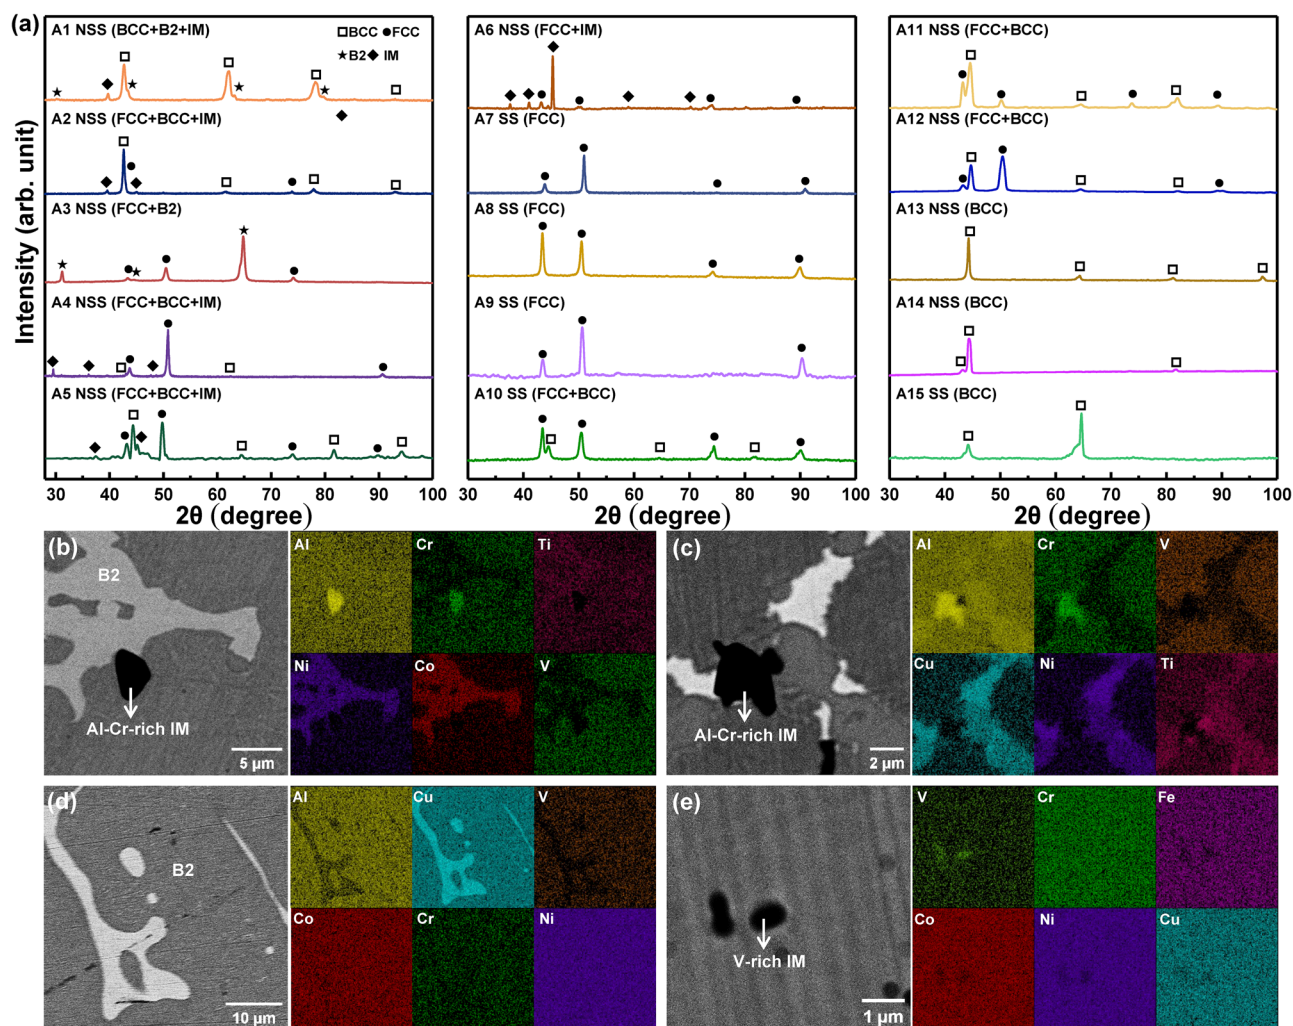 (a)
Intensity (arb. unit)
A1 NSS (BCC+B2+IM)
BCC FCC
B2 IM
A2 NSS (FCC+BCC+IM)
A3 NSS (FCC+B2)
A4 NSS (FCC+BCC+IM)
A5 NSS (FCC+BCC+IM)
30 40 50 60 70 80 90 100
2θ (degree)
A6 NSS (FCC+IM)
A7 SS (FCC)
A8 SS (FCC)
A9 SS (FCC)
A10 SS (FCC+BCC)
30 40 50 60 70 80 90 100
2θ (degree)
A11 NSS (FCC+BCC)
A12 NSS (FCC+BCC)
A13 NSS (BCC)
A14 NSS (BCC)
A15 SS (BCC)
30 40 50 60 70 80 90 100
2θ (degree)
(b)
B2
Al-Cr-rich IM
5 μm
Al Cr Ti
Ni Co V
(c)
Al-Cr-rich IM
2 μm
Al Cr V
Cu Ni Ti
(d)
B2
10 μm
Al Cu V
Co Cr Ni
(e)
V-rich IM
1 μm
V Cr Fe
Co Ni Cu